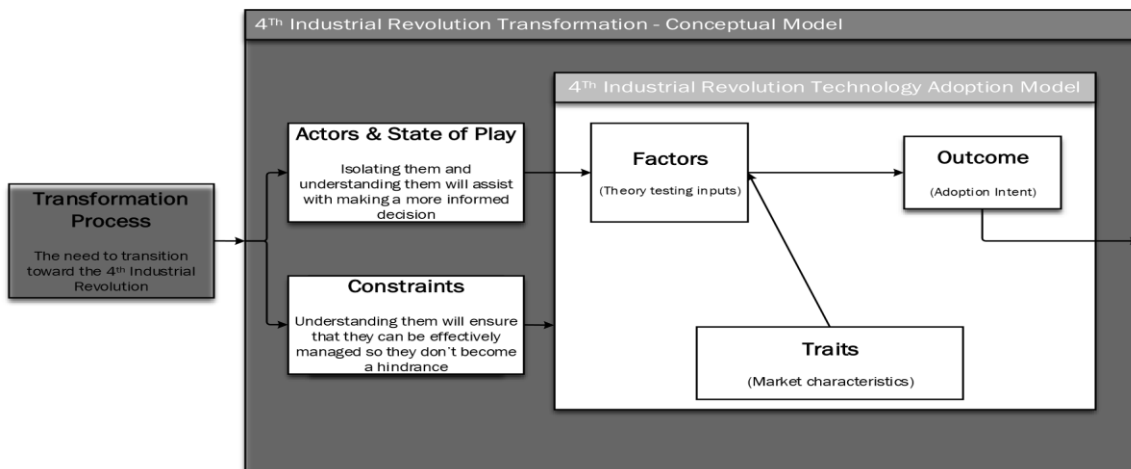 4Th Industrial Revolution Transformation - Conceptual Model
4Th Industrial Revolution Technology Adoption Model
Transformation
Process
The need to transition
toward the 4th Industrial
Revolution
Actors & State of Play
Isolating them and
understanding them will assist
with making a more informed
decision
Constraints
Understanding them will ensure
that they can be effectively
managed so they don't become
a hindrance
Factors
(Theory testing inputs)
Outcome
(Adoption Intent)
Traits
(Market characteristics)